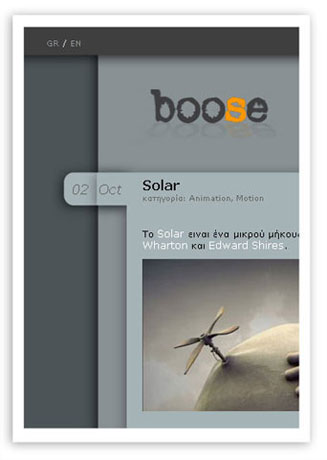 GR / EN
boose
02 Oct
Solar
κατηγορία: Animation, Motion
Το Solar ειναι ένα μικρού μήκου
Wharton και Edward Shires.